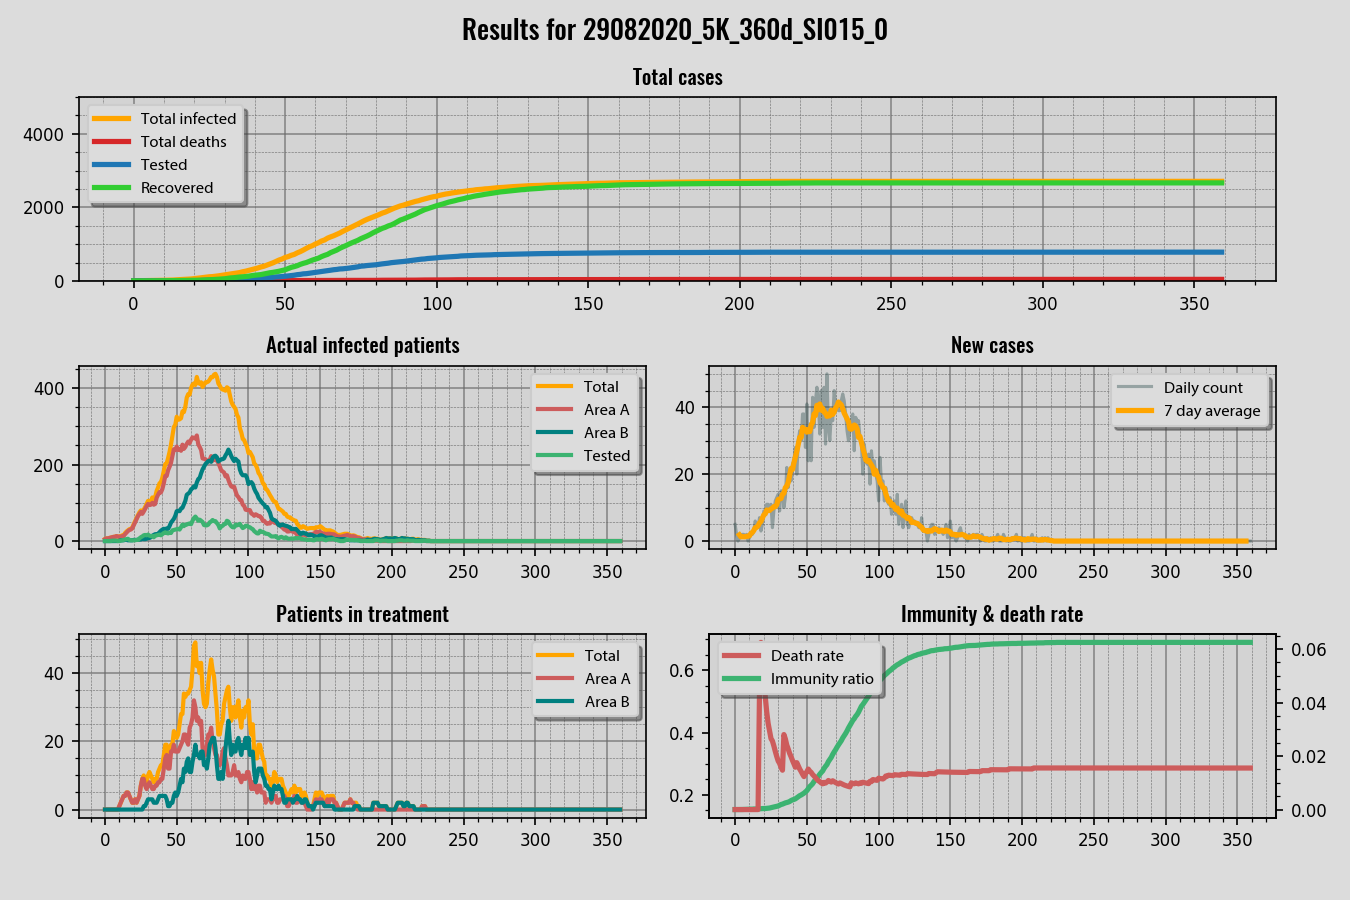 Results for 29082020_5K_360d_SI015_0
Total cases
Total infected
Total deaths
Tested
Recovered
4000
2000
0
0 50 100 150 200 250 300 350
Actual infected patients
Total
Area A
Area B
Tested
400
200
0
0 50 100 150 200 250 300 350
New cases
Daily count
7 day average
40
20
0
0 50 100 150 200 250 300 350
Patients in treatment
Total
Area A
Area B
40
20
0
0 50 100 150 200 250 300 350
Immunity & death rate
Death rate
Immunity ratio
0.6
0.4
0.2
0.06
0.04
0.02
0.00
0 50 100 150 200 250 300 350